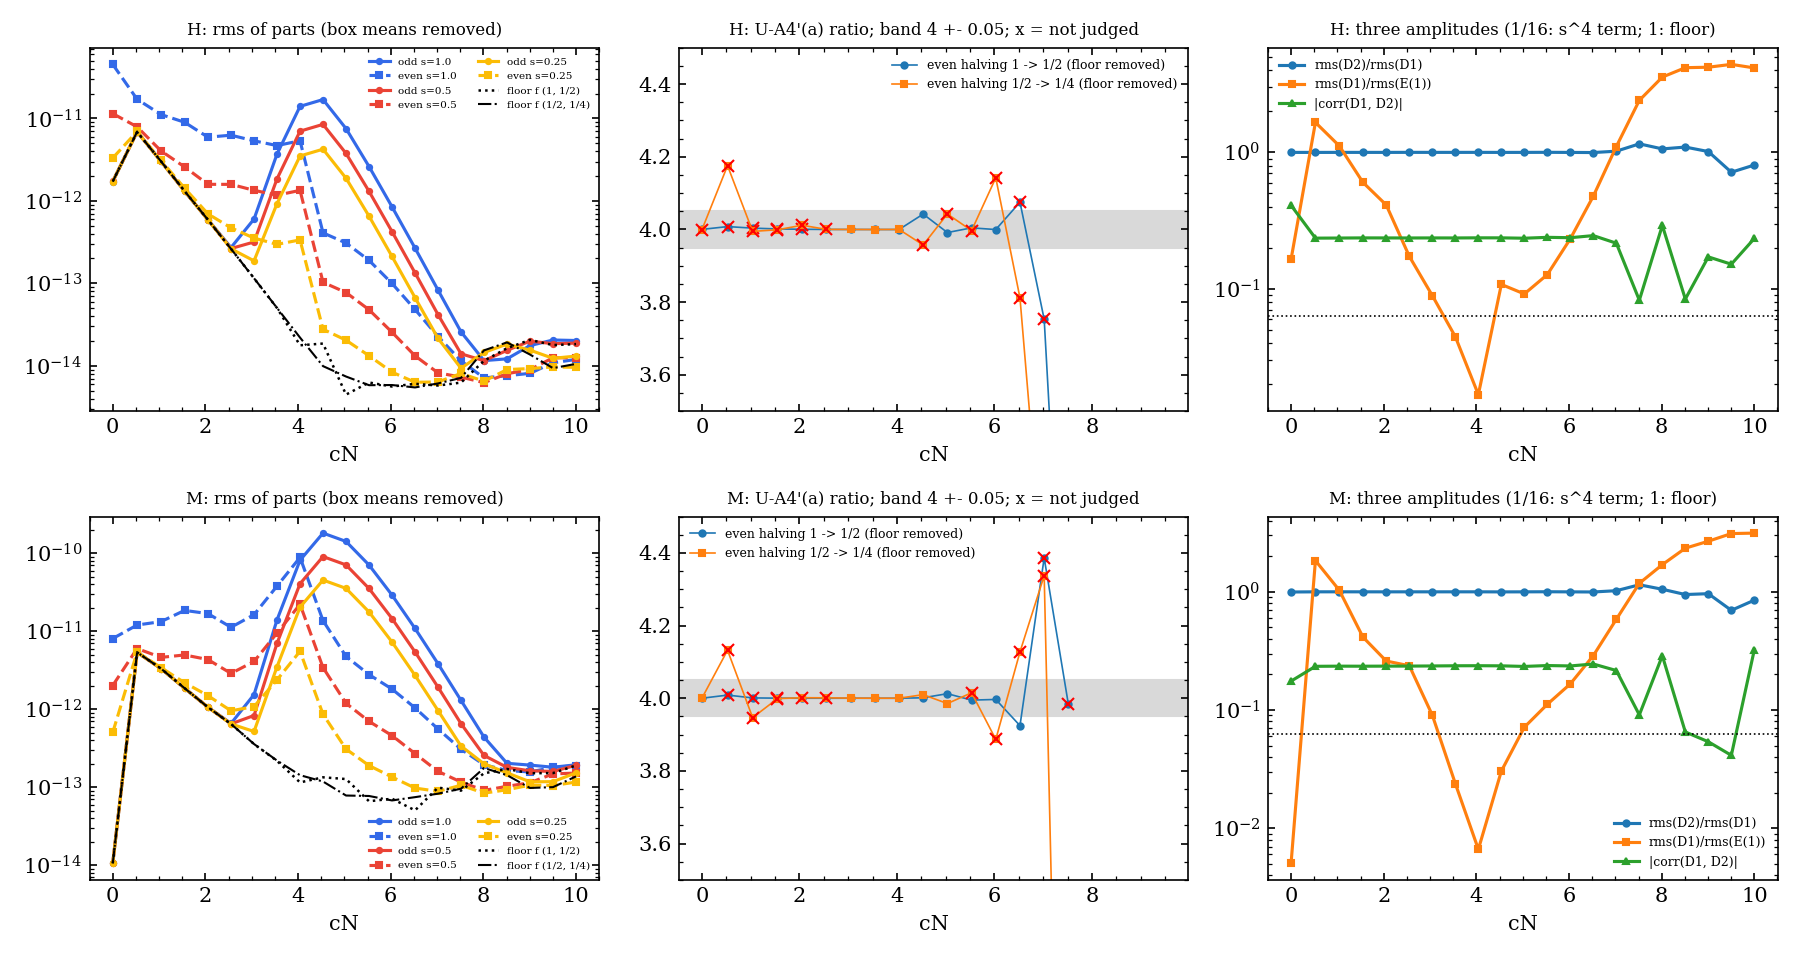 H: rms of parts (box means removed)
odd s=1.0
even s=1.0
odd s=0.5
even s=0.5
odd s=0.25
even s=0.25
floor f (1, 1/2)
floor f (1/2, 1/4)
10^-11
10^-12
10^-13
10^-14
0 2 4 6 8 10
cN
H: U-A4'(a) ratio; band 4 +- 0.05; x = not judged
even halving 1 -> 1/2 (floor removed)
even halving 1/2 -> 1/4 (floor removed)
4.4
4.2
4.0
3.8
3.6
0 2 4 6 8
cN
H: three amplitudes (1/16: s^4 term; 1: floor)
rms(D2)/rms(D1)
rms(D1)/rms(E(1))
|corr(D1, D2)|
10^0
10^-1
0 2 4 6 8 10
cN
M: rms of parts (box means removed)
10^-10
10^-11
10^-12
10^-13
10^-14
odd s=1.0
even s=1.0
odd s=0.5
even s=0.5
odd s=0.25
even s=0.25
floor f (1, 1/2)
floor f (1/2, 1/4)
0 2 4 6 8 10
cN
M: U-A4'(a) ratio; band 4 +- 0.05; x = not judged
even halving 1 -> 1/2 (floor removed)
even halving 1/2 -> 1/4 (floor removed)
4.4
4.2
4.0
3.8
3.6
0 2 4 6 8
cN
M: three amplitudes (1/16: s^4 term; 1: floor)
10^0
10^-1
10^-2
rms(D2)/rms(D1)
rms(D1)/rms(E(1))
|corr(D1, D2)|
0 2 4 6 8 10
cN